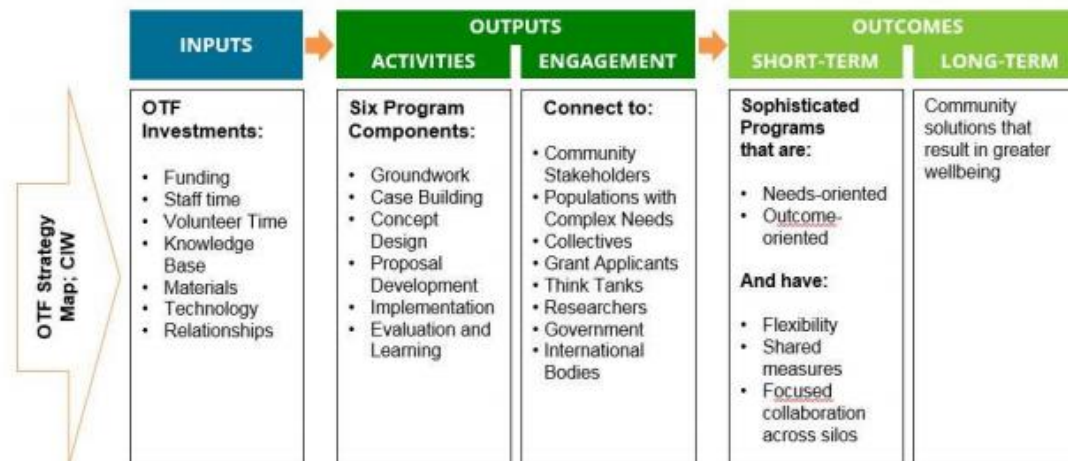 INPUTS
OUTPUTS
ACTIVITIES
ENGAGEMENT
OUTCOMES
SHORT-TERM
LONG-TERM
OTF Strategy
Map; CIW
OTF
Investments:
• Funding
• Staff time
• Volunteer Time
• Knowledge
Base
• Materials
• Technology
• Relationships
Six Program
Components:
• Groundwork
• Case Building
• Concept
Design
• Proposal
Development
• Implementation
• Evaluation and
Learning
Connect to:
• Community
Stakeholders
• Populations with
Complex Needs
• Collectives
• Grant Applicants
• Think Tanks
• Researchers
• Government
• International
Bodies
Sophisticated
Programs
that are:
• Needs-oriented
• Outcome-
oriented
And have:
• Flexibility
• Shared
measures
• Focused
collaboration
across silos
Community
solutions that
result in greater
wellbeing